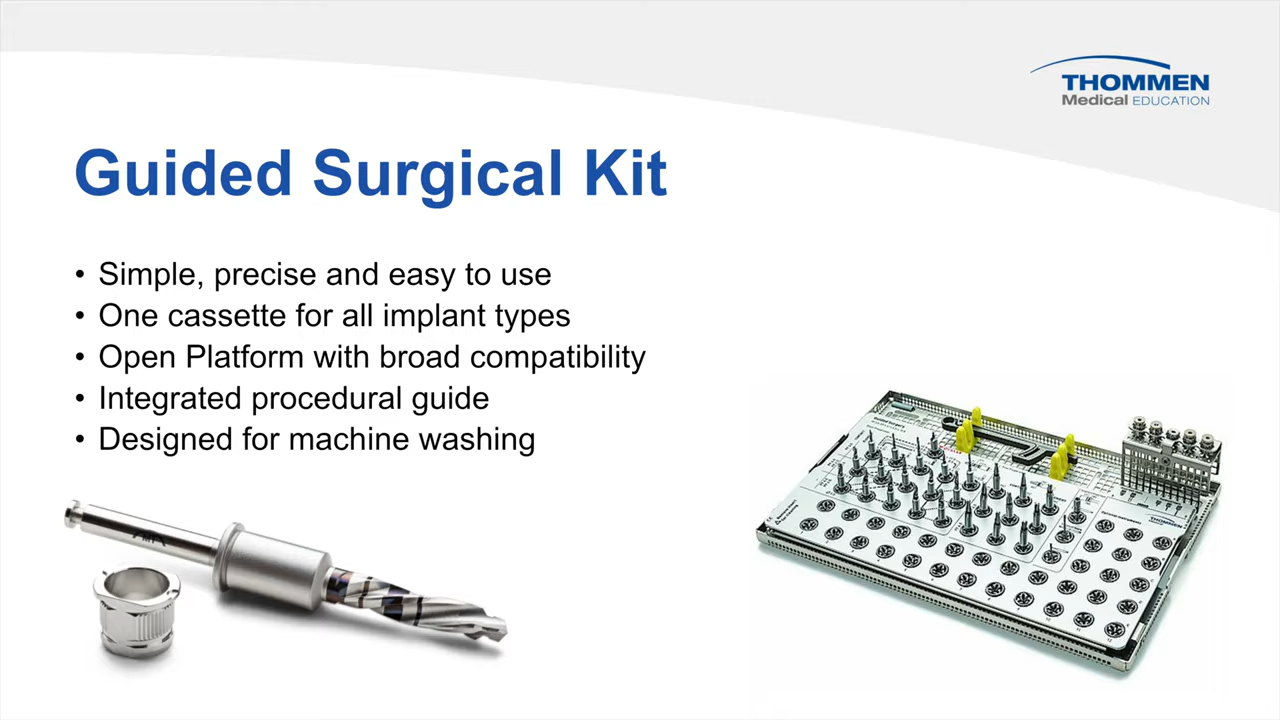 THOMMEN
Medical EDUCATION
Guided Surgical Kit
• Simple, precise and easy to use
• One cassette for all implant types
• Open Platform with broad compatibility
• Integrated procedural guide
• Designed for machine washing
THOMMEN